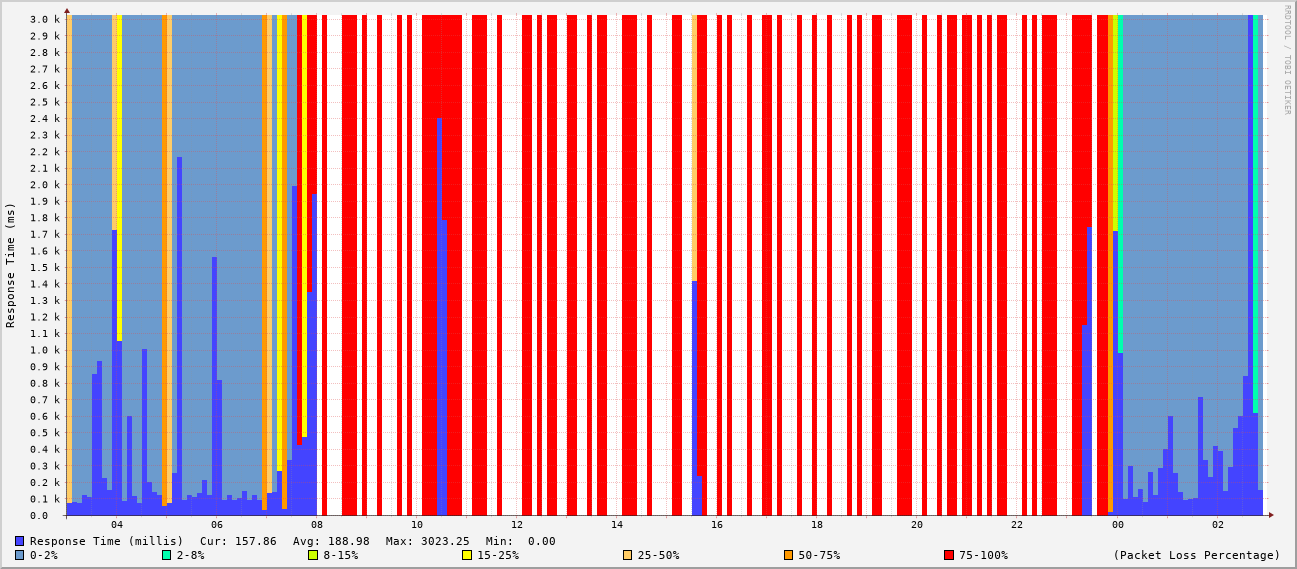 3.0 k
2.9 k
2.8 k
2.7 k
2.6 k
2.5 k
2.4 k
2.3 k
2.2 k
2.1 k
2.0 k
1.9 k
1.8 k
1.7 k
1.6 k
1.5 k
1.4 k
1.3 k
1.2 k
1.1 k
1.0 k
0.9 k
0.8 k
0.7 k
0.6 k
0.5 k
0.4 k
0.3 k
0.2 k
0.1 k
0.0
Response Time (ms)
RRDTOOL / TOBI OETIKER
04 06 08 10 12 14 16 18 20 22 00 02
Response Time (millis) Cur: 157.86 Avg: 188.98 Max: 3023.25 Min: 0.00
0-2% 2-8% 8-15% 15-25% 25-50% 50-75% 75-100% (Packet Loss Percentage)